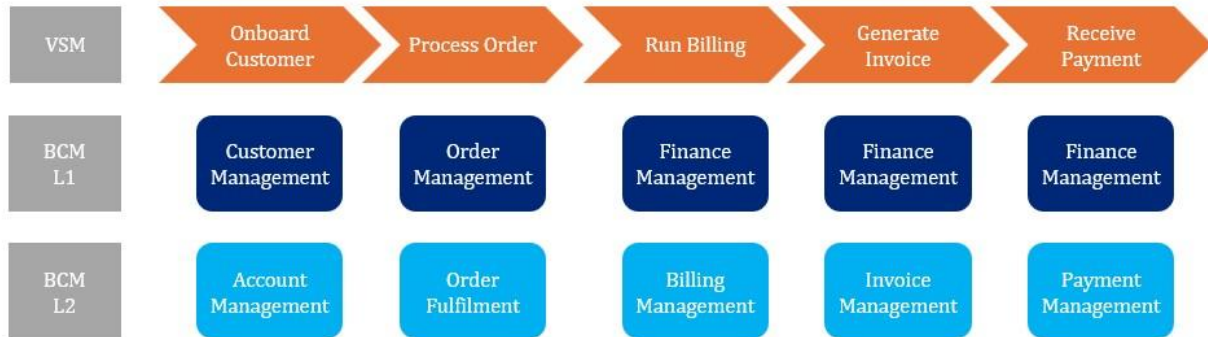 VSM
Onboard
Customer
Process Order
Run Billing
Generate
Invoice
Receive
Payment
BCM
L1
Customer
Management
Order
Management
Finance
Management
Finance
Management
Finance
Management
BCM
L2
Account
Management
Order
Fulfilment
Billing
Management
Invoice
Management
Payment
Management